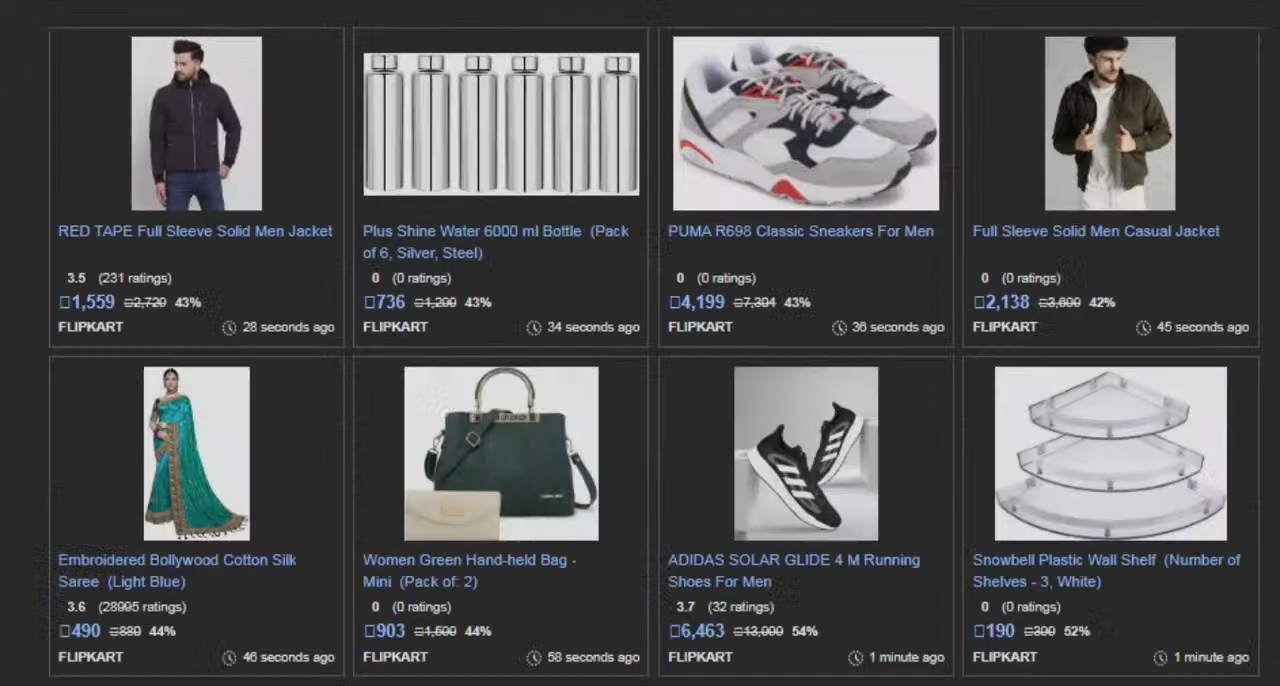 RED TAPE Full Sleeve Solid Men Jacket
3.5 (231 ratings)
1,559 2,720 43%
FLIPKART 28 seconds ago
Plus Shine Water 6000 ml Bottle (Pack
of 6, Silver, Steel)
0 (0 ratings)
736 1,200 43%
FLIPKART 34 seconds ago
PUMA R698 Classic Sneakers For Men
0 (0 ratings)
4,199 7,304 43%
FLIPKART 36 seconds ago
Full Sleeve Solid Men Casual Jacket
0 (0 ratings)
2,138 3,600 42%
FLIPKART 45 seconds ago
Embroidered Bollywood Cotton Silk
Saree (Light Blue)
3.6 (28995 ratings)
490 880 44%
FLIPKART 46 seconds ago
Women Green Hand-held Bag -
Mini (Pack of: 2)
0 (0 ratings)
903 1,500 44%
FLIPKART 58 seconds ago
ADIDAS SOLAR GLIDE 4 M Running
Shoes For Men
3.7 (32 ratings)
6,463 13,000 54%
FLIPKART 1 minute ago
Snowbell Plastic Wall Shelf (Number of
Shelves - 3, White)
0 (0 ratings)
190 300 52%
FLIPKART 1 minute ago